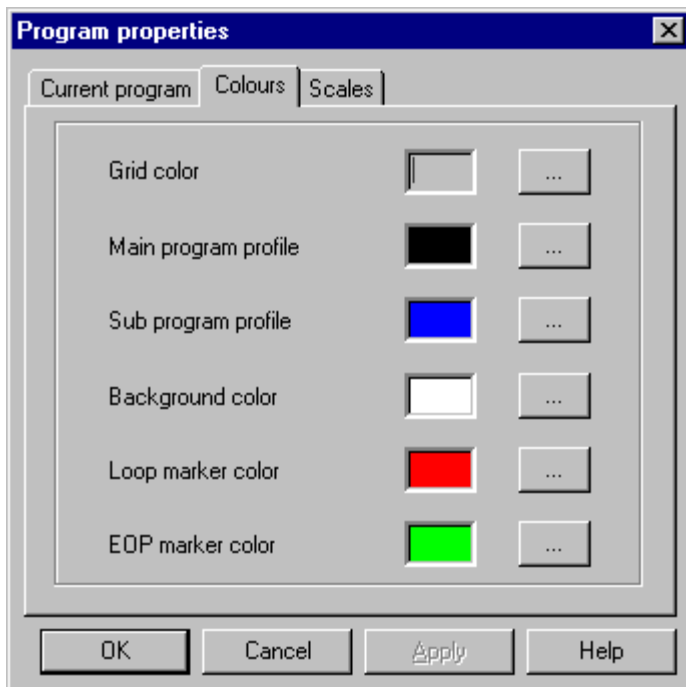 Program properties
Current program Colours Scales
Grid color ...
Main program profile ...
Sub program profile ...
Background color ...
Loop marker color ...
EOP marker color ...
OK Cancel Apply Help